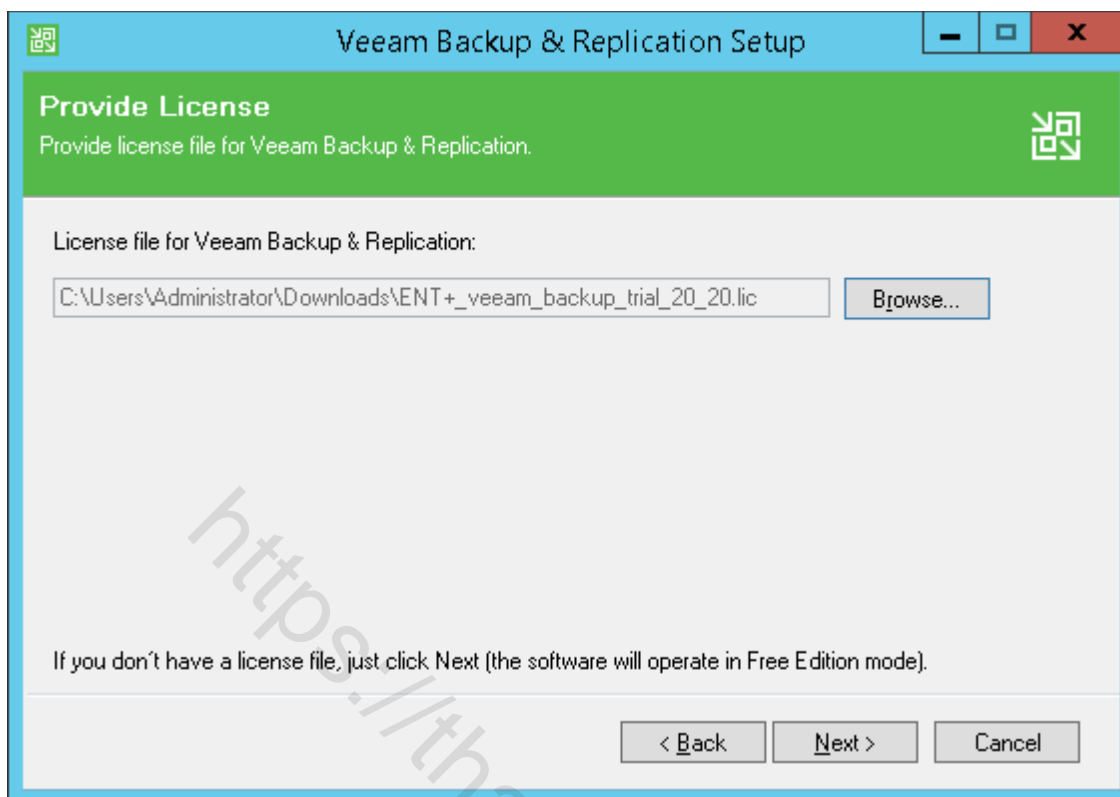 Veeam Backup & Replication Setup
Provide License
Provide license file for Veeam Backup & Replication.
License file for Veeam Backup & Replication:
C:\Users\Administrator\Downloads\ENT+_veeam_backup_trial_20_20.lic
Browse...
If you don´t have a license file, just click Next (the software will operate in Free Edition mode).
< Back
Next >
Cancel
https://th